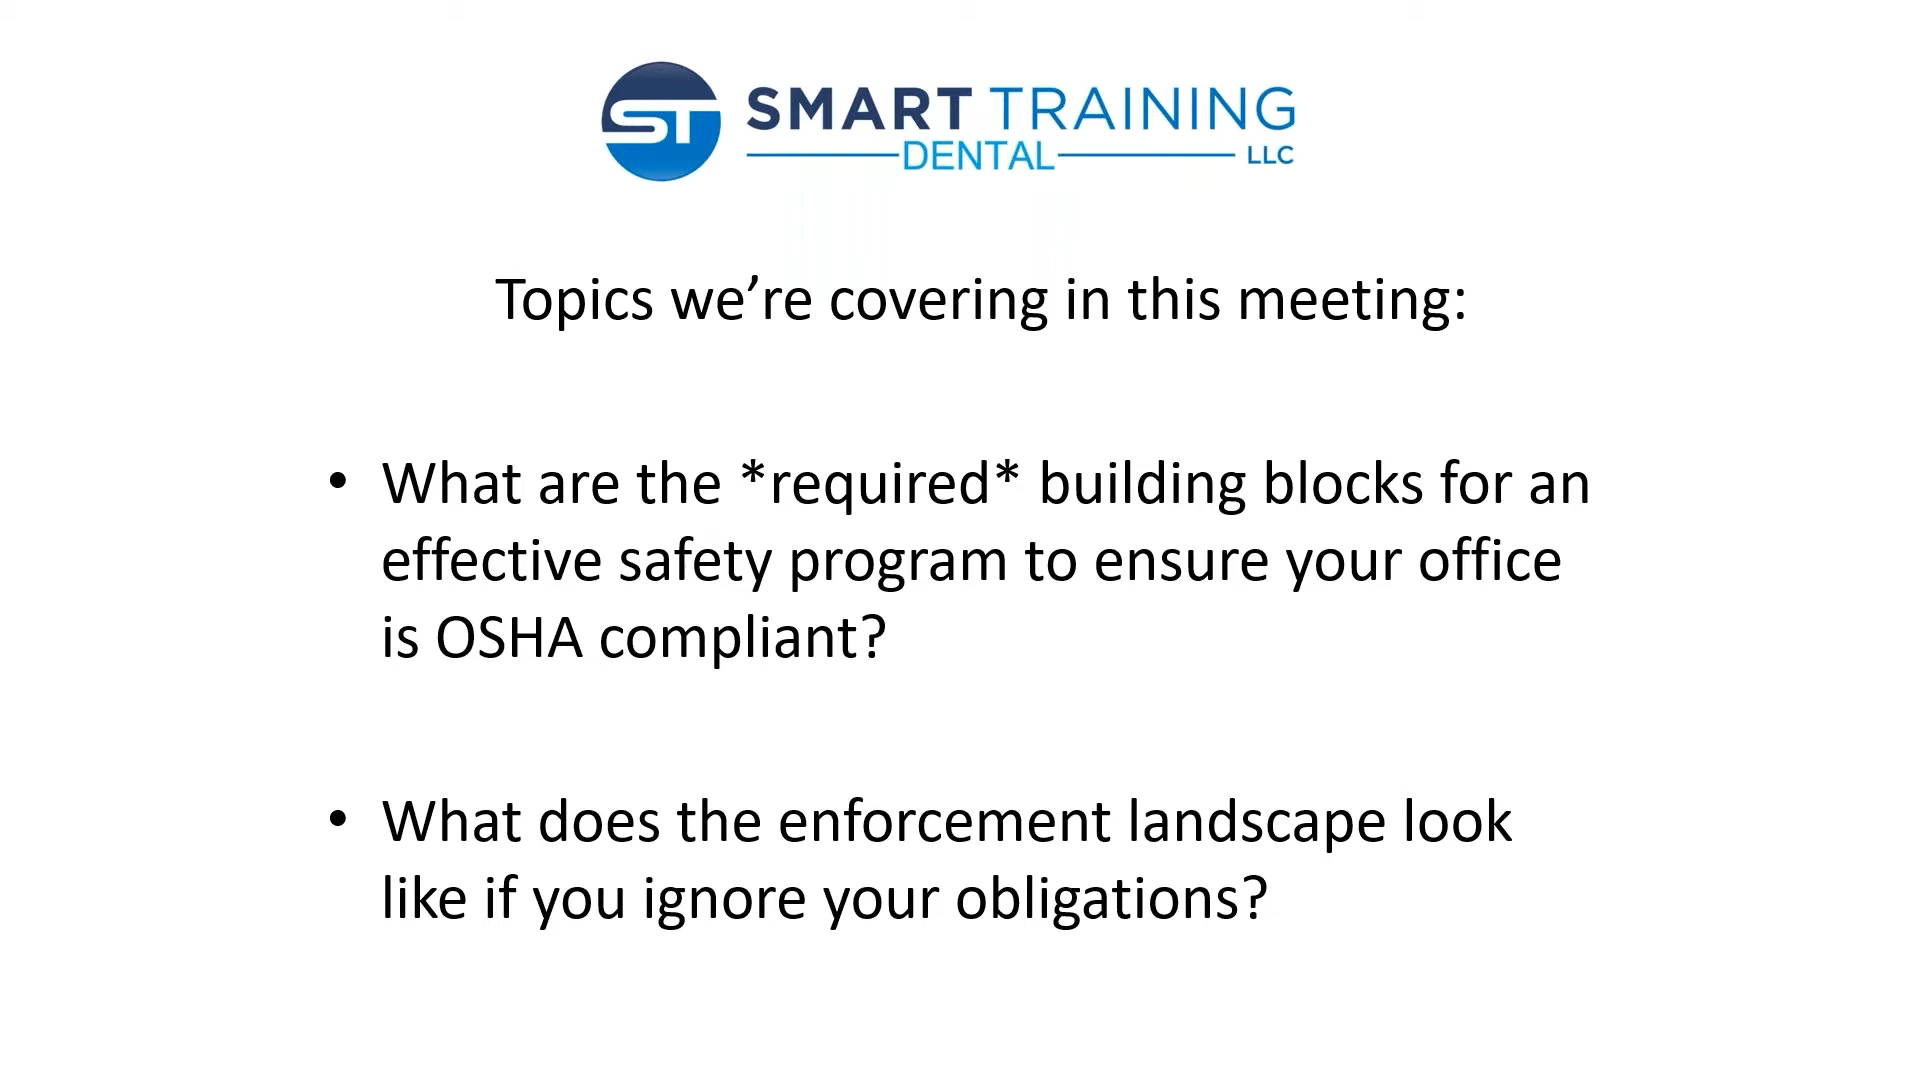 ST SMART TRAINING
DENTAL LLC
Topics we’re covering in this meeting:
• What are the *required* building blocks for an
effective safety program to ensure your office
is OSHA compliant?
• What does the enforcement landscape look
like if you ignore your obligations?